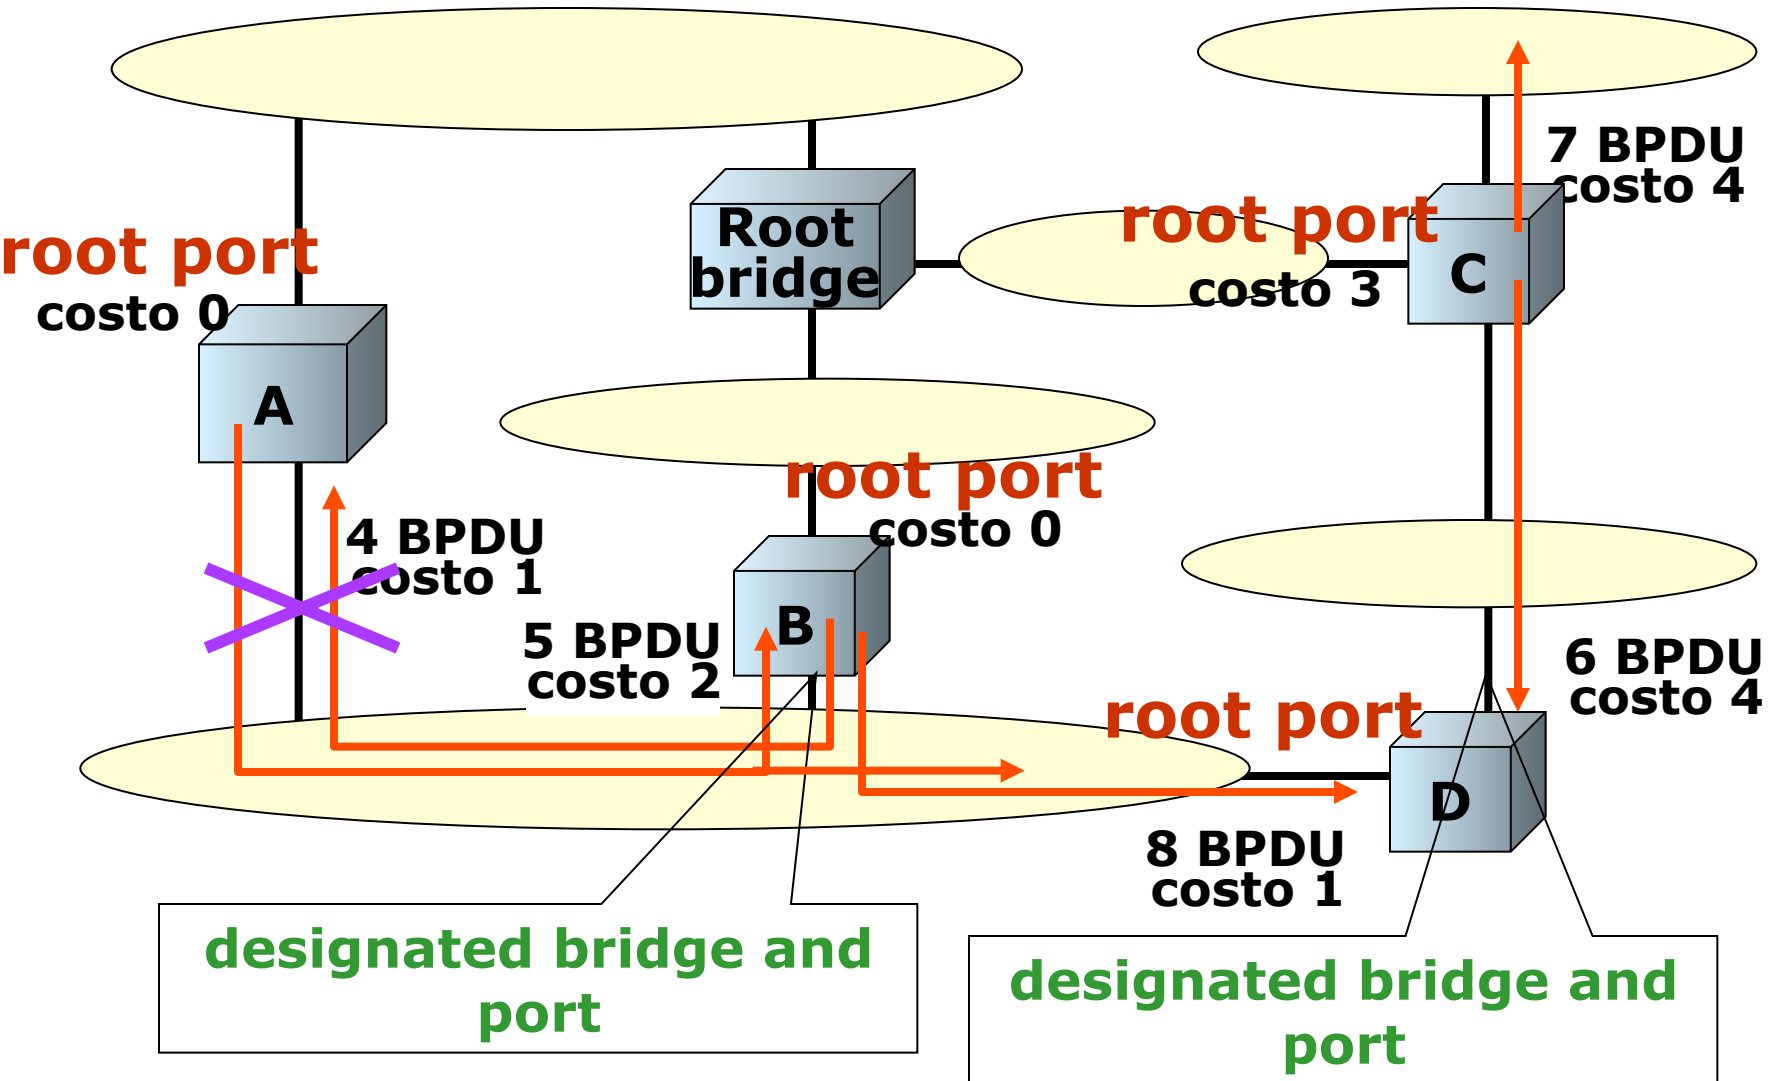 7 BPDU
costo 4
root port
costo 3
C
Root
bridge
root port
costo 0
A
root port
costo 0
4 BPDU
costo 1
B
5 BPDU
costo 2
6 BPDU
costo 4
root port
D
8 BPDU
costo 1
designated bridge and
port
designated bridge and
port